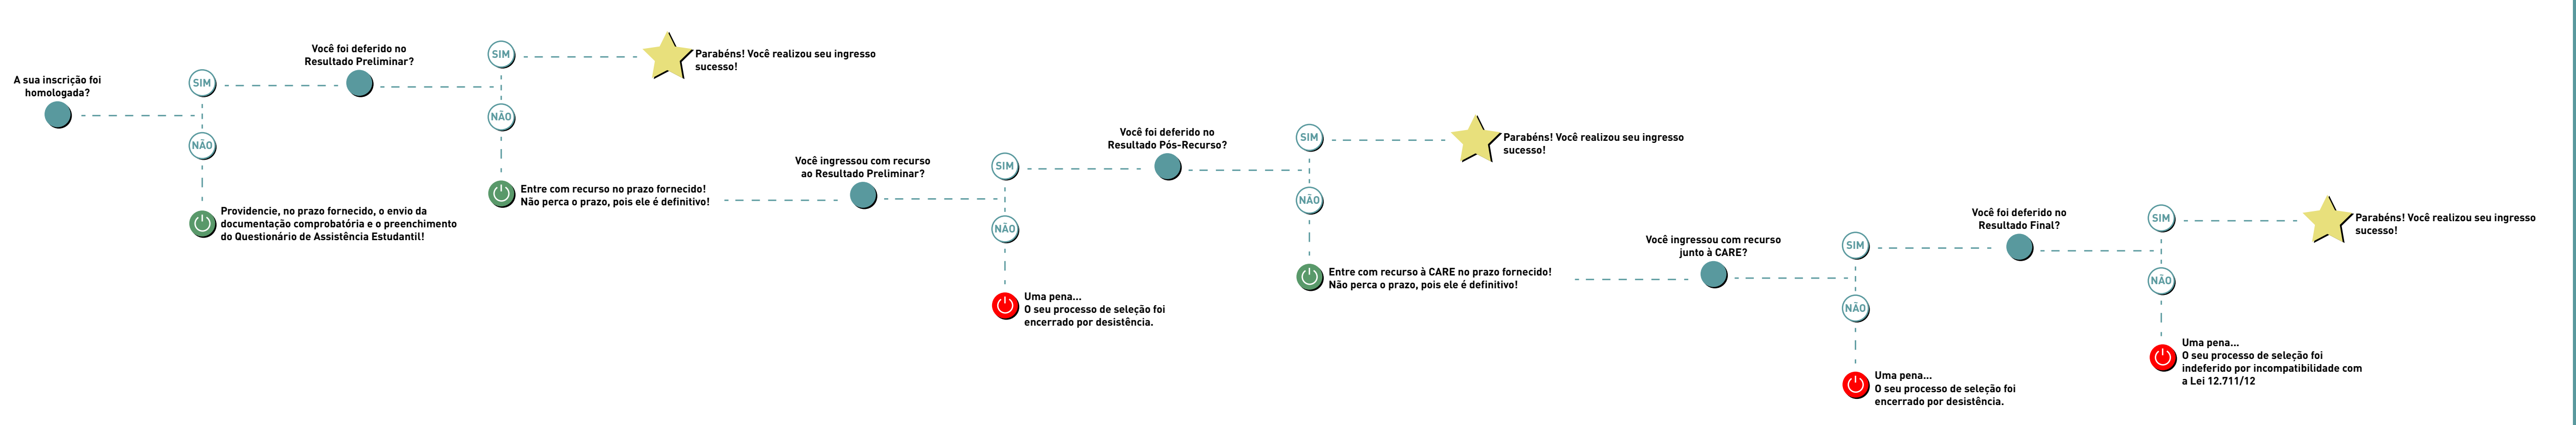 A sua inscrição foi
homologada?
SIM
NÃO
Providencie, no prazo fornecido, o envio da
documentação comprobatória e o preenchimento
do Questionário de Assistência Estudantil!
Você foi deferido no
Resultado Preliminar?
SIM
Parabéns! Você realizou seu ingresso
sucesso!
NÃO
Entre com recurso no prazo fornecido!
Não perca o prazo, pois ele é definitivo!
Você ingressou com recurso
ao Resultado Preliminar?
SIM
NÃO
Uma pena...
O seu processo de seleção foi
encerrado por desistência.
Você foi deferido no
Resultado Pós-Recurso?
SIM
Parabéns! Você realizou seu ingresso
sucesso!
NÃO
Entre com recurso à CARE no prazo fornecido!
Não perca o prazo, pois ele é definitivo!
Você ingressou com recurso
junto à CARE?
SIM
NÃO
Uma pena...
O seu processo de seleção foi
encerrado por desistência.
Você foi deferido no
Resultado Final?
SIM
Parabéns! Você realizou seu ingresso
sucesso!
NÃO
Uma pena...
O seu processo de seleção foi
indeferido por incompatibilidade com
a Lei 12.711/12